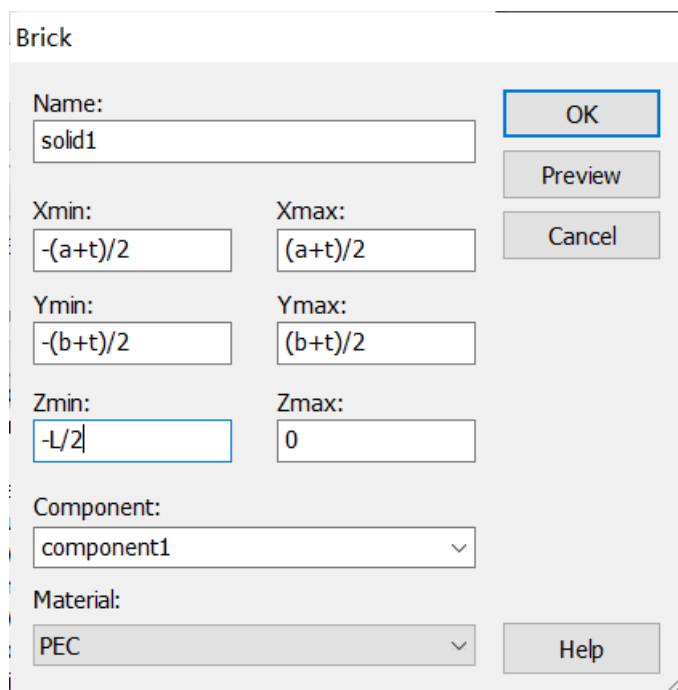 Brick
Name:
OK
solid1
Preview
Xmin:
Xmax:
Cancel
-(a+t)/2
(a+t)/2
Ymin:
Ymax:
-(b+t)/2
(b+t)/2
Zmin:
Zmax:
-L/2
0
Component:
component1
Material:
PEC
Help